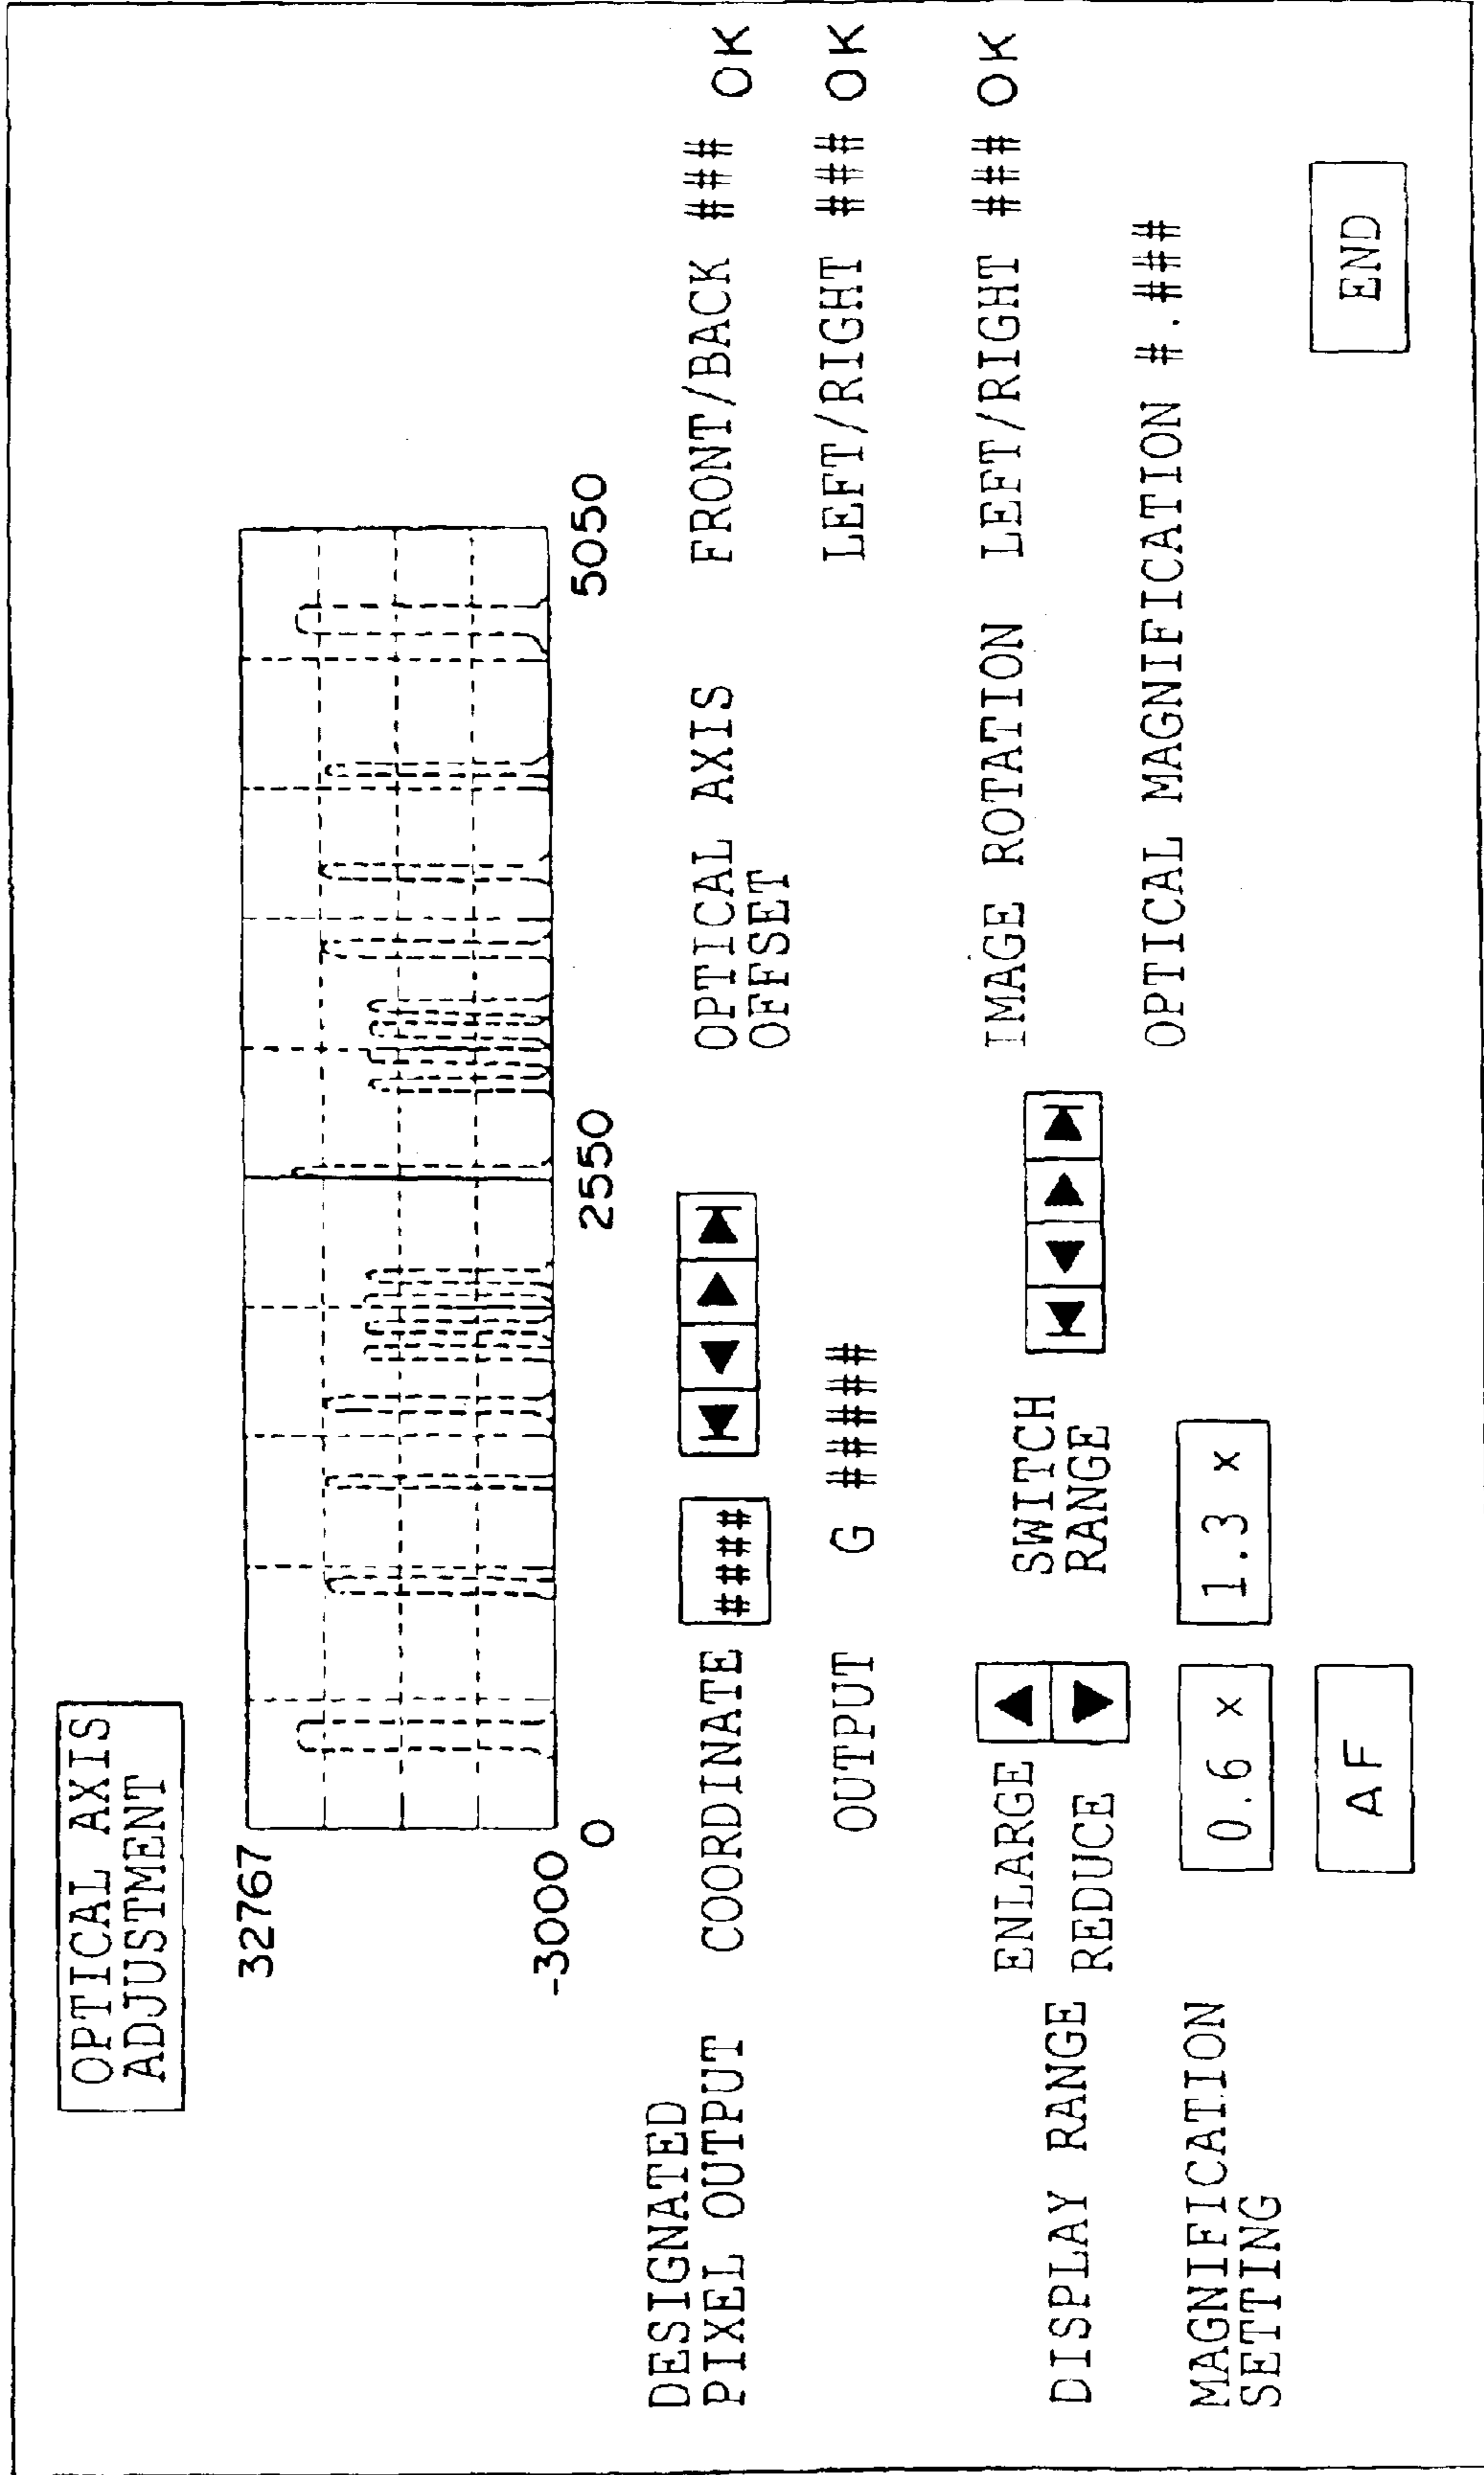 OPTICAL AXIS
ADJUSTMENT
32767
-3000
0
2550
5050
DESIGNATED
PIXEL OUTPUT
COORDINATE ####
OUTPUT G #####
OPTICAL AXIS
OFFSET
FRONT/BACK ### OK
LEFT/RIGHT ### OK
DISPLAY RANGE
ENLARGE
REDUCE
SWITCH
RANGE
IMAGE ROTATION LEFT/RIGHT ### OK
MAGNIFICATION
SETTING
0.6 x
1.3 x
OPTICAL MAGNIFICATION #.###
AF
END